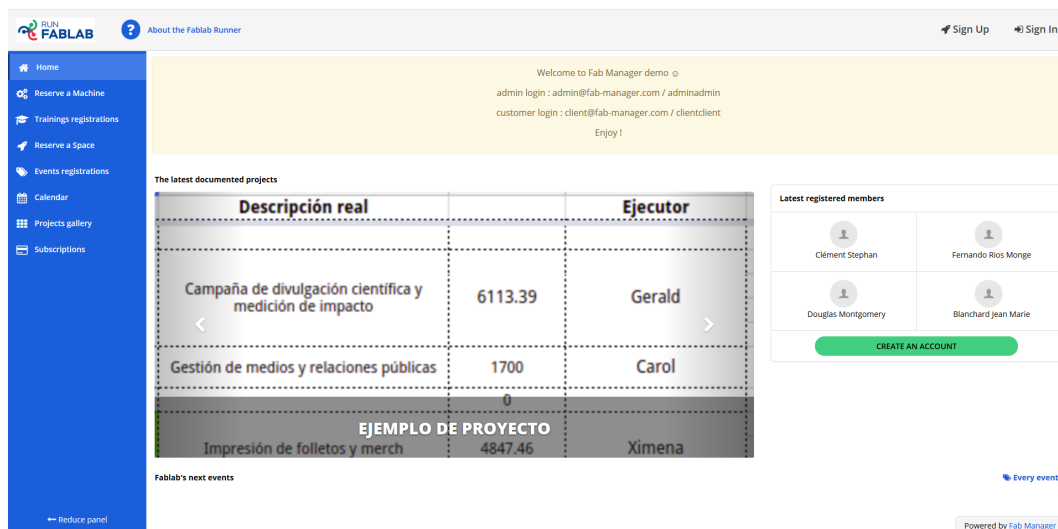 RUN
FABLAB
?
About the Fablab Runner
Sign Up
Sign In
Home
Reserve a Machine
Trainings registrations
Reserve a Space
Events registrations
Calendar
Projects gallery
Subscriptions
Reduce panel
Welcome to Fab Manager demo ☺
admin login : admin@fab-manager.com / adminadmin
customer login : client@fab-manager.com / clientclient
Enjoy !
The latest documented projects
Descripción real Ejecutor
Campaña de divulgación científica y
medición de impacto 6113.39 Gerald
Gestión de medios y relaciones públicas 1700 Carol
0
EJEMPLO DE PROYECTO
Impresión de folletos y merch 4847.46 Ximena
Latest registered members
Clément Stephan
Fernando Rios Monge
Douglas Montgomery
Blanchard Jean Marie
CREATE AN ACCOUNT
Fablab's next events
Every event
Powered by Fab Manager